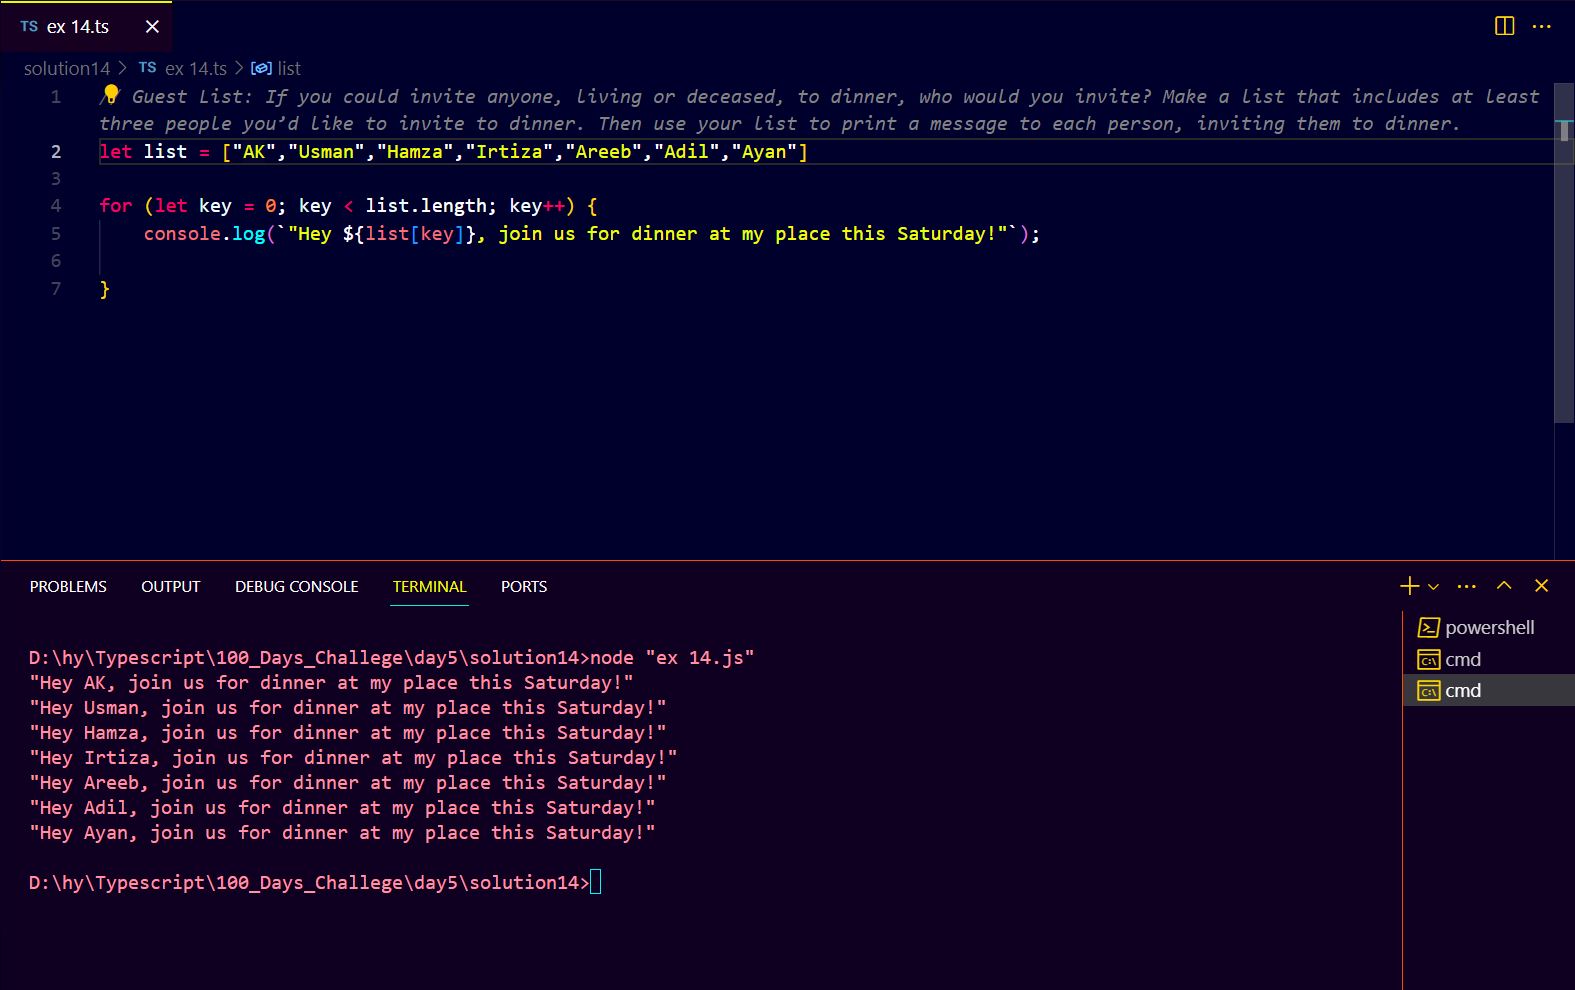 TS ex 14.ts
solution14 > TS ex 14.ts > list
1 // Guest List: If you could invite anyone, living or deceased, to dinner, who would you invite? Make a list that includes at least
three people you’d like to invite to dinner. Then use your list to print a message to each person, inviting them to dinner.
2 let list = ["AK","Usman","Hamza","Irtiza","Areeb","Adil","Ayan"]
3
4 for (let key = 0; key < list.length; key++) {
5     console.log(`"Hey ${list[key]}, join us for dinner at my place this Saturday!"`);
6
7 }
PROBLEMS OUTPUT DEBUG CONSOLE TERMINAL PORTS
D:\hy\Typescript\100_Days_Challege\day5\solution14>node "ex 14.js"
"Hey AK, join us for dinner at my place this Saturday!"
"Hey Usman, join us for dinner at my place this Saturday!"
"Hey Hamza, join us for dinner at my place this Saturday!"
"Hey Irtiza, join us for dinner at my place this Saturday!"
"Hey Areeb, join us for dinner at my place this Saturday!"
"Hey Adil, join us for dinner at my place this Saturday!"
"Hey Ayan, join us for dinner at my place this Saturday!"
D:\hy\Typescript\100_Days_Challege\day5\solution14>
powershell
cmd
cmd